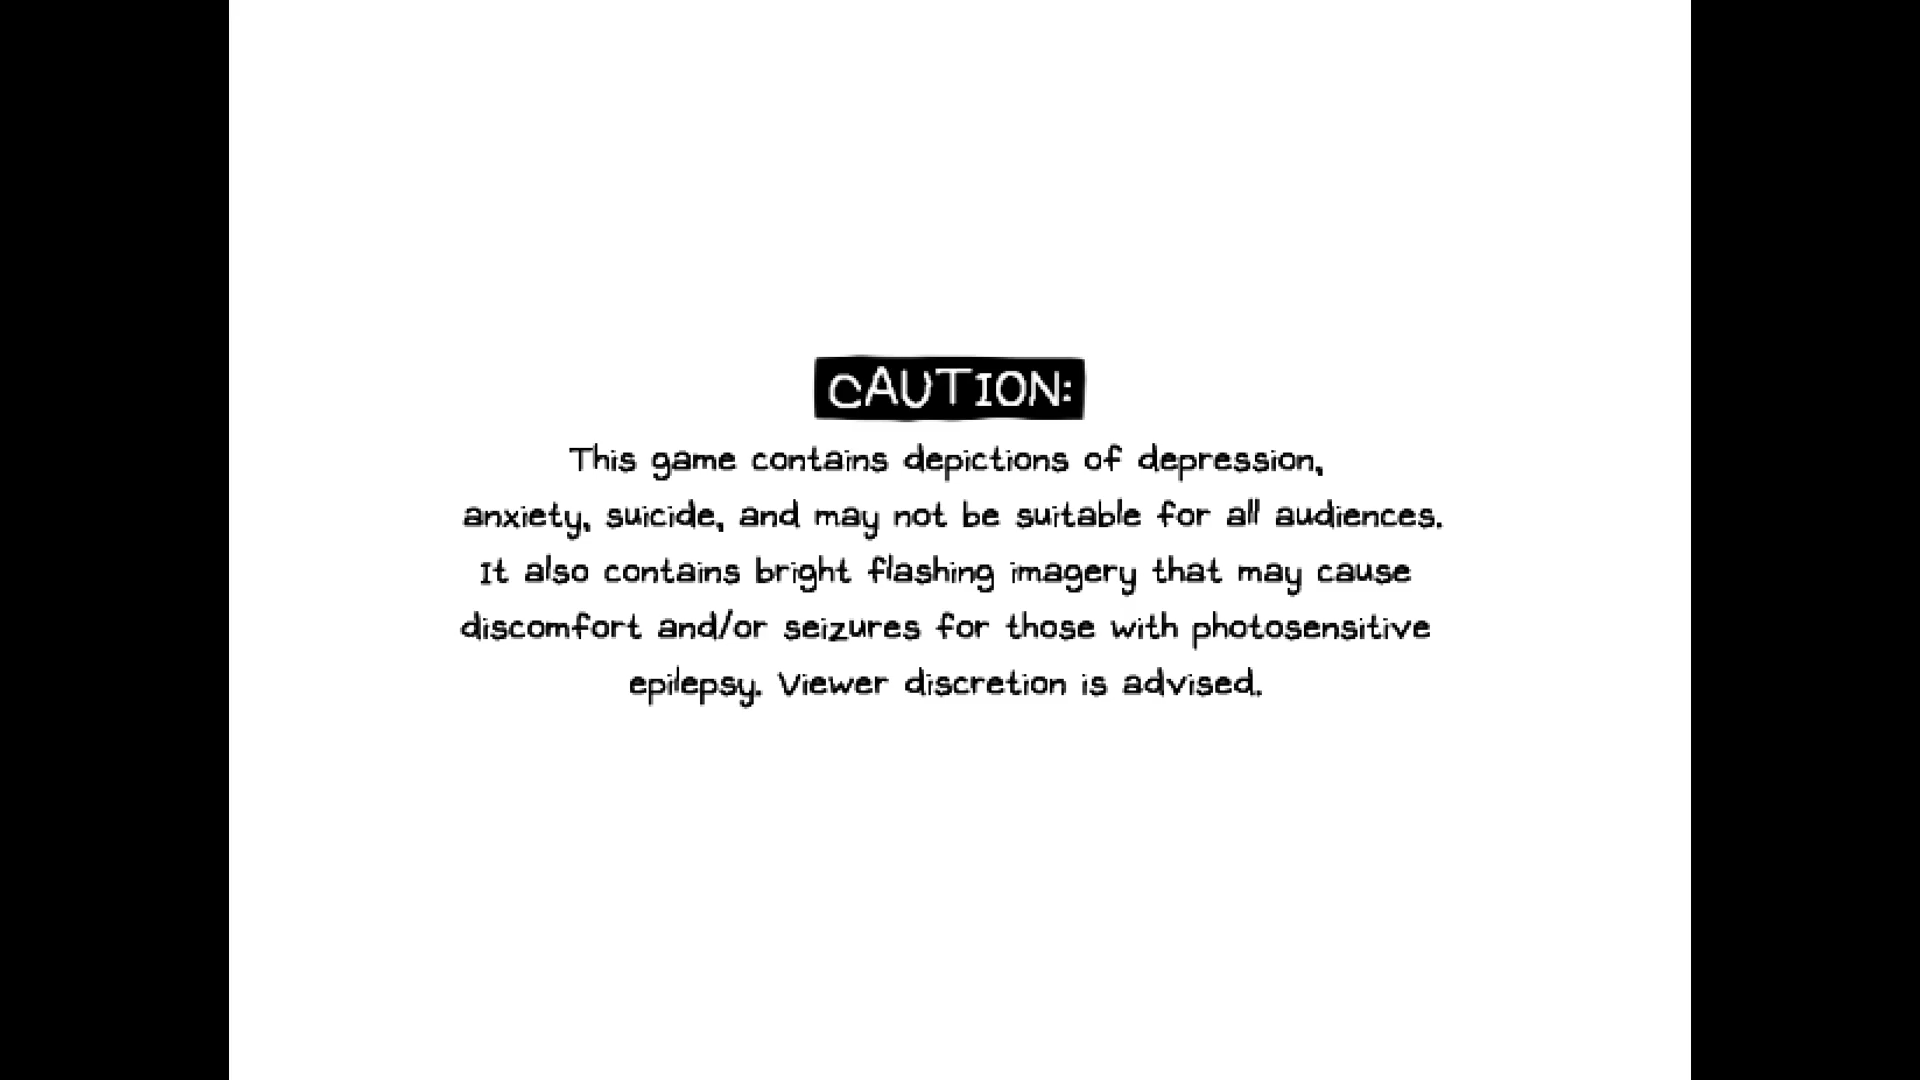 CAUTION:
This game contains depictions of depression,
anxiety, suicide, and may not be suitable for all audiences.
It also contains bright flashing imagery that may cause
discomfort and/or seizures for those with photosensitive
epilepsy. Viewer discretion is advised.